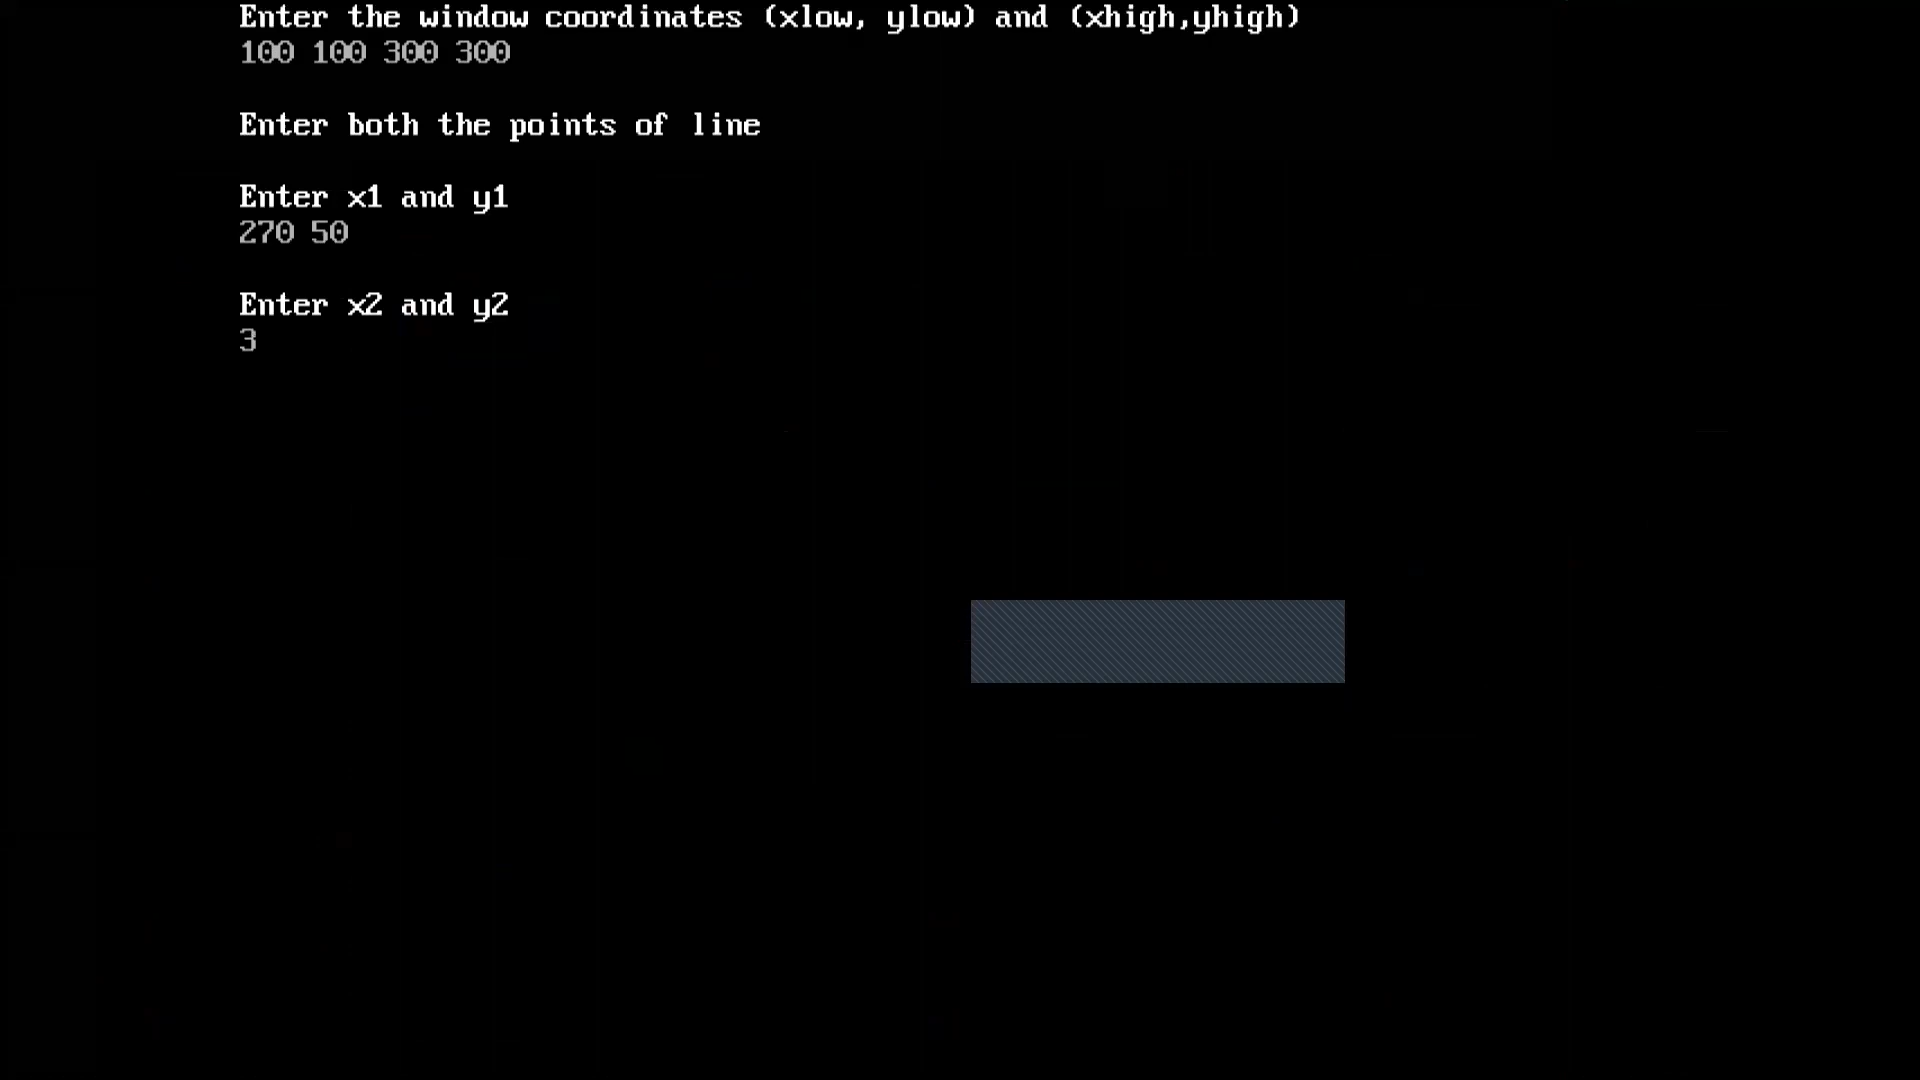 Enter the window coordinates (xlow, ylow) and (xhigh,yhigh)
100 100 300 300
Enter both the points of line
Enter x1 and y1
270 50
Enter x2 and y2
3